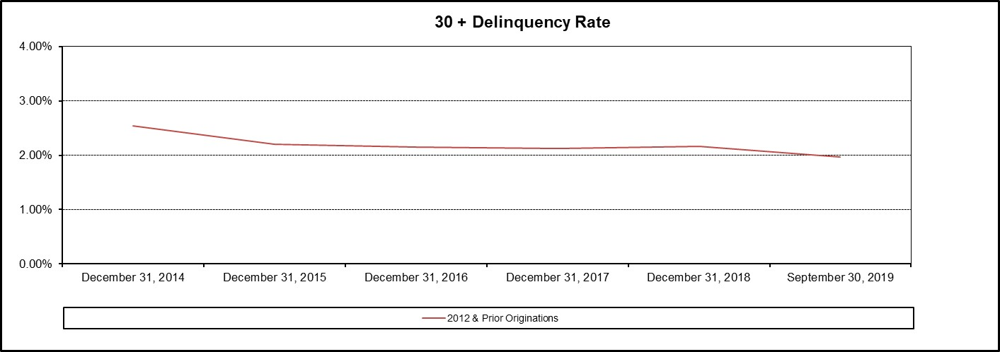 30 + Delinquency Rate
4.00%
3.00%
2.00%
1.00%
0.00%
December 31, 2014 December 31, 2015 December 31, 2016 December 31, 2017 December 31, 2018 September 30, 2019
2012 & Prior Originations